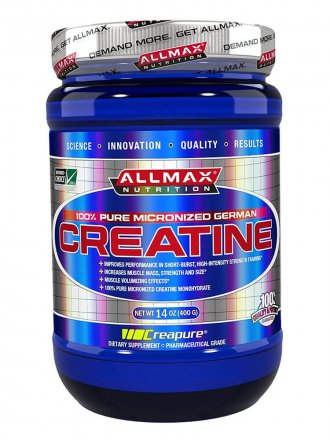 DEMAND MORE. GET ALLMAX.
ALLMAX
NUTRITION
SCIENCE • INNOVATION • QUALITY • RESULTS
ALLMAX
NUTRITION
100% PURE MICRONIZED GERMAN
CREATINE
• IMPROVES PERFORMANCE IN SHORT-BURST, HIGH-INTENSITY STRENGTH TRAINING*
• INCREASES MUSCLE MASS, STRENGTH AND SIZE*
• MUSCLE VOLUMIZING EFFECTS*
• 100% PURE MICRONIZED CREATINE MONOHYDRATE
100%
NET WT 14 OZ (400 G)
Creapure®
DIETARY SUPPLEMENT • PHARMACEUTICAL GRADE